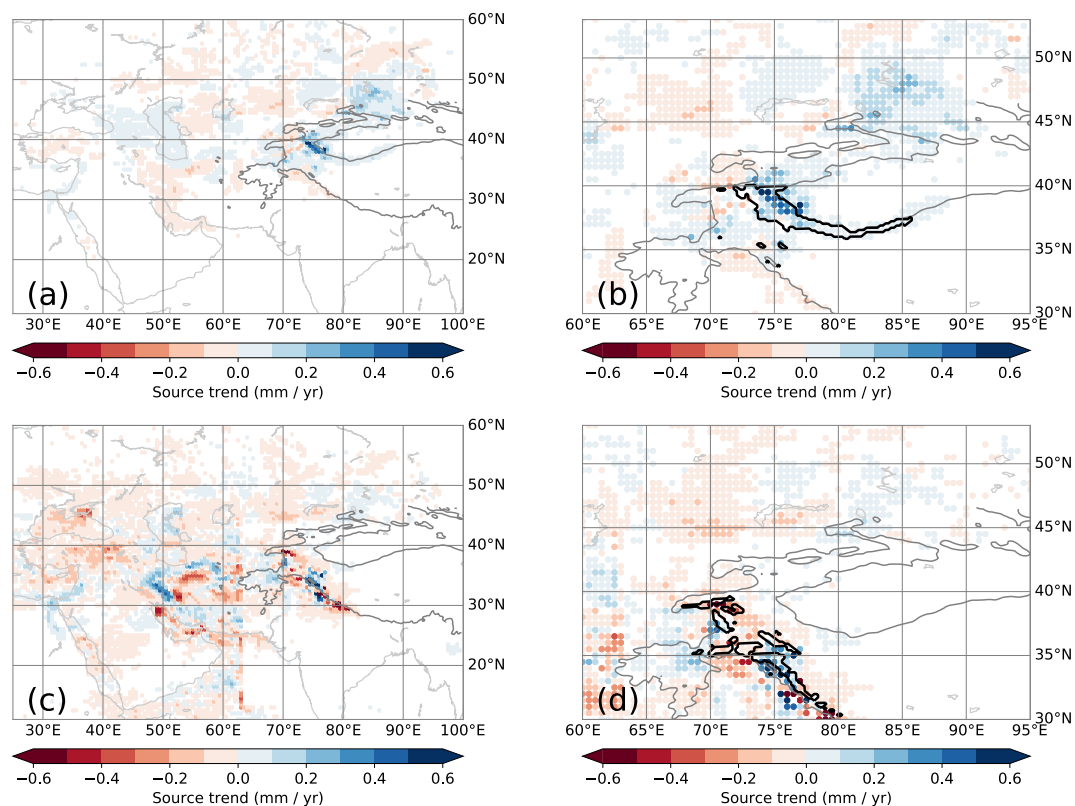 60°N
50°N
40°N
30°N
20°N
(a)
30°E 40°E 50°E 60°E 70°E 80°E 90°E 100°E
−0.6 −0.4 −0.2 0.0 0.2 0.4 0.6
Source trend (mm / yr)
50°N
45°N
40°N
35°N
30°N
(b)
60°E 65°E 70°E 75°E 80°E 85°E 90°E 95°E
−0.6 −0.4 −0.2 0.0 0.2 0.4 0.6
Source trend (mm / yr)
60°N
50°N
40°N
30°N
20°N
(c)
30°E 40°E 50°E 60°E 70°E 80°E 90°E 100°E
−0.6 −0.4 −0.2 0.0 0.2 0.4 0.6
Source trend (mm / yr)
50°N
45°N
40°N
35°N
30°N
(d)
60°E 65°E 70°E 75°E 80°E 85°E 90°E 95°E
−0.6 −0.4 −0.2 0.0 0.2 0.4 0.6
Source trend (mm / yr)